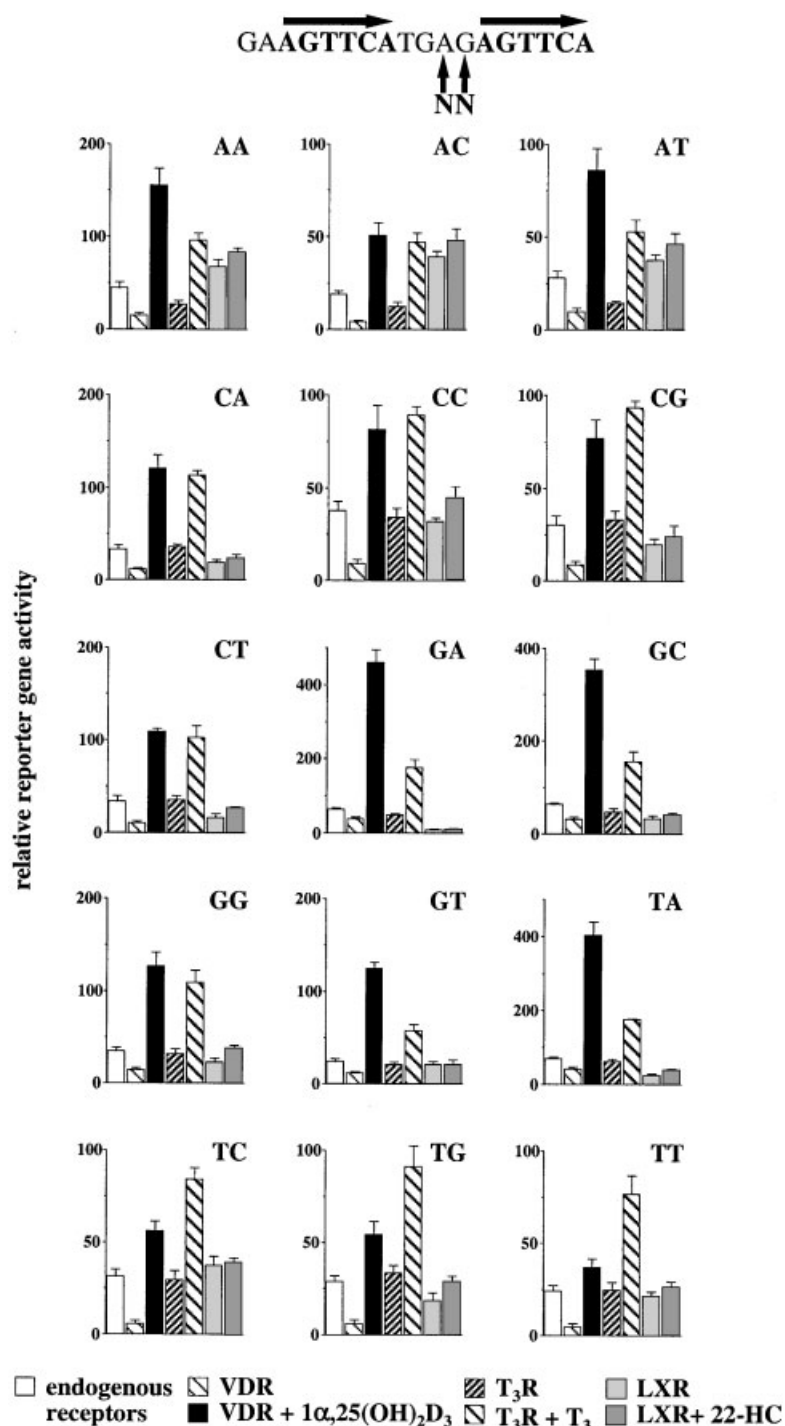 GAAGTTCATGAGAGTTCA
NN
relative reporter gene activity
AA
200
100
0
AC
100
50
0
AT
100
50
0
CA
200
100
0
CC
100
50
0
CG
100
50
0
CT
200
100
0
GA
400
200
0
GC
400
200
0
GG
200
100
0
GT
200
100
0
TA
400
200
0
TC
100
50
0
TG
100
50
0
TT
100
50
0
endogenous receptors
VDR
VDR + 1α,25(OH)₂D₃
T₃R
T₃R + T₃
LXR
LXR+ 22-HC